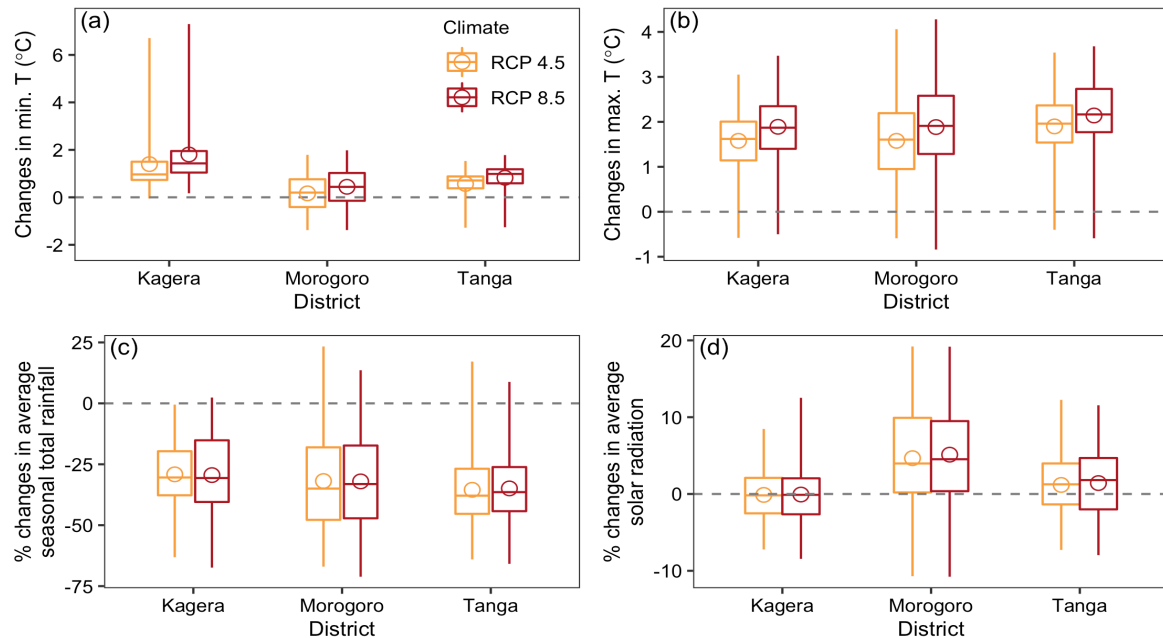 (a)
Climate
RCP 4.5
RCP 8.5
Changes in min. T (°C)
6
4
2
0
-2
Kagera
Morogoro
Tanga
District
(b)
Changes in max. T (°C)
4
3
2
1
0
-1
Kagera
Morogoro
Tanga
District
(c)
% changes in average
seasonal total rainfall
25
0
-25
-50
-75
Kagera
Morogoro
Tanga
District
(d)
% changes in average
solar radiation
20
10
0
-10
Kagera
Morogoro
Tanga
District